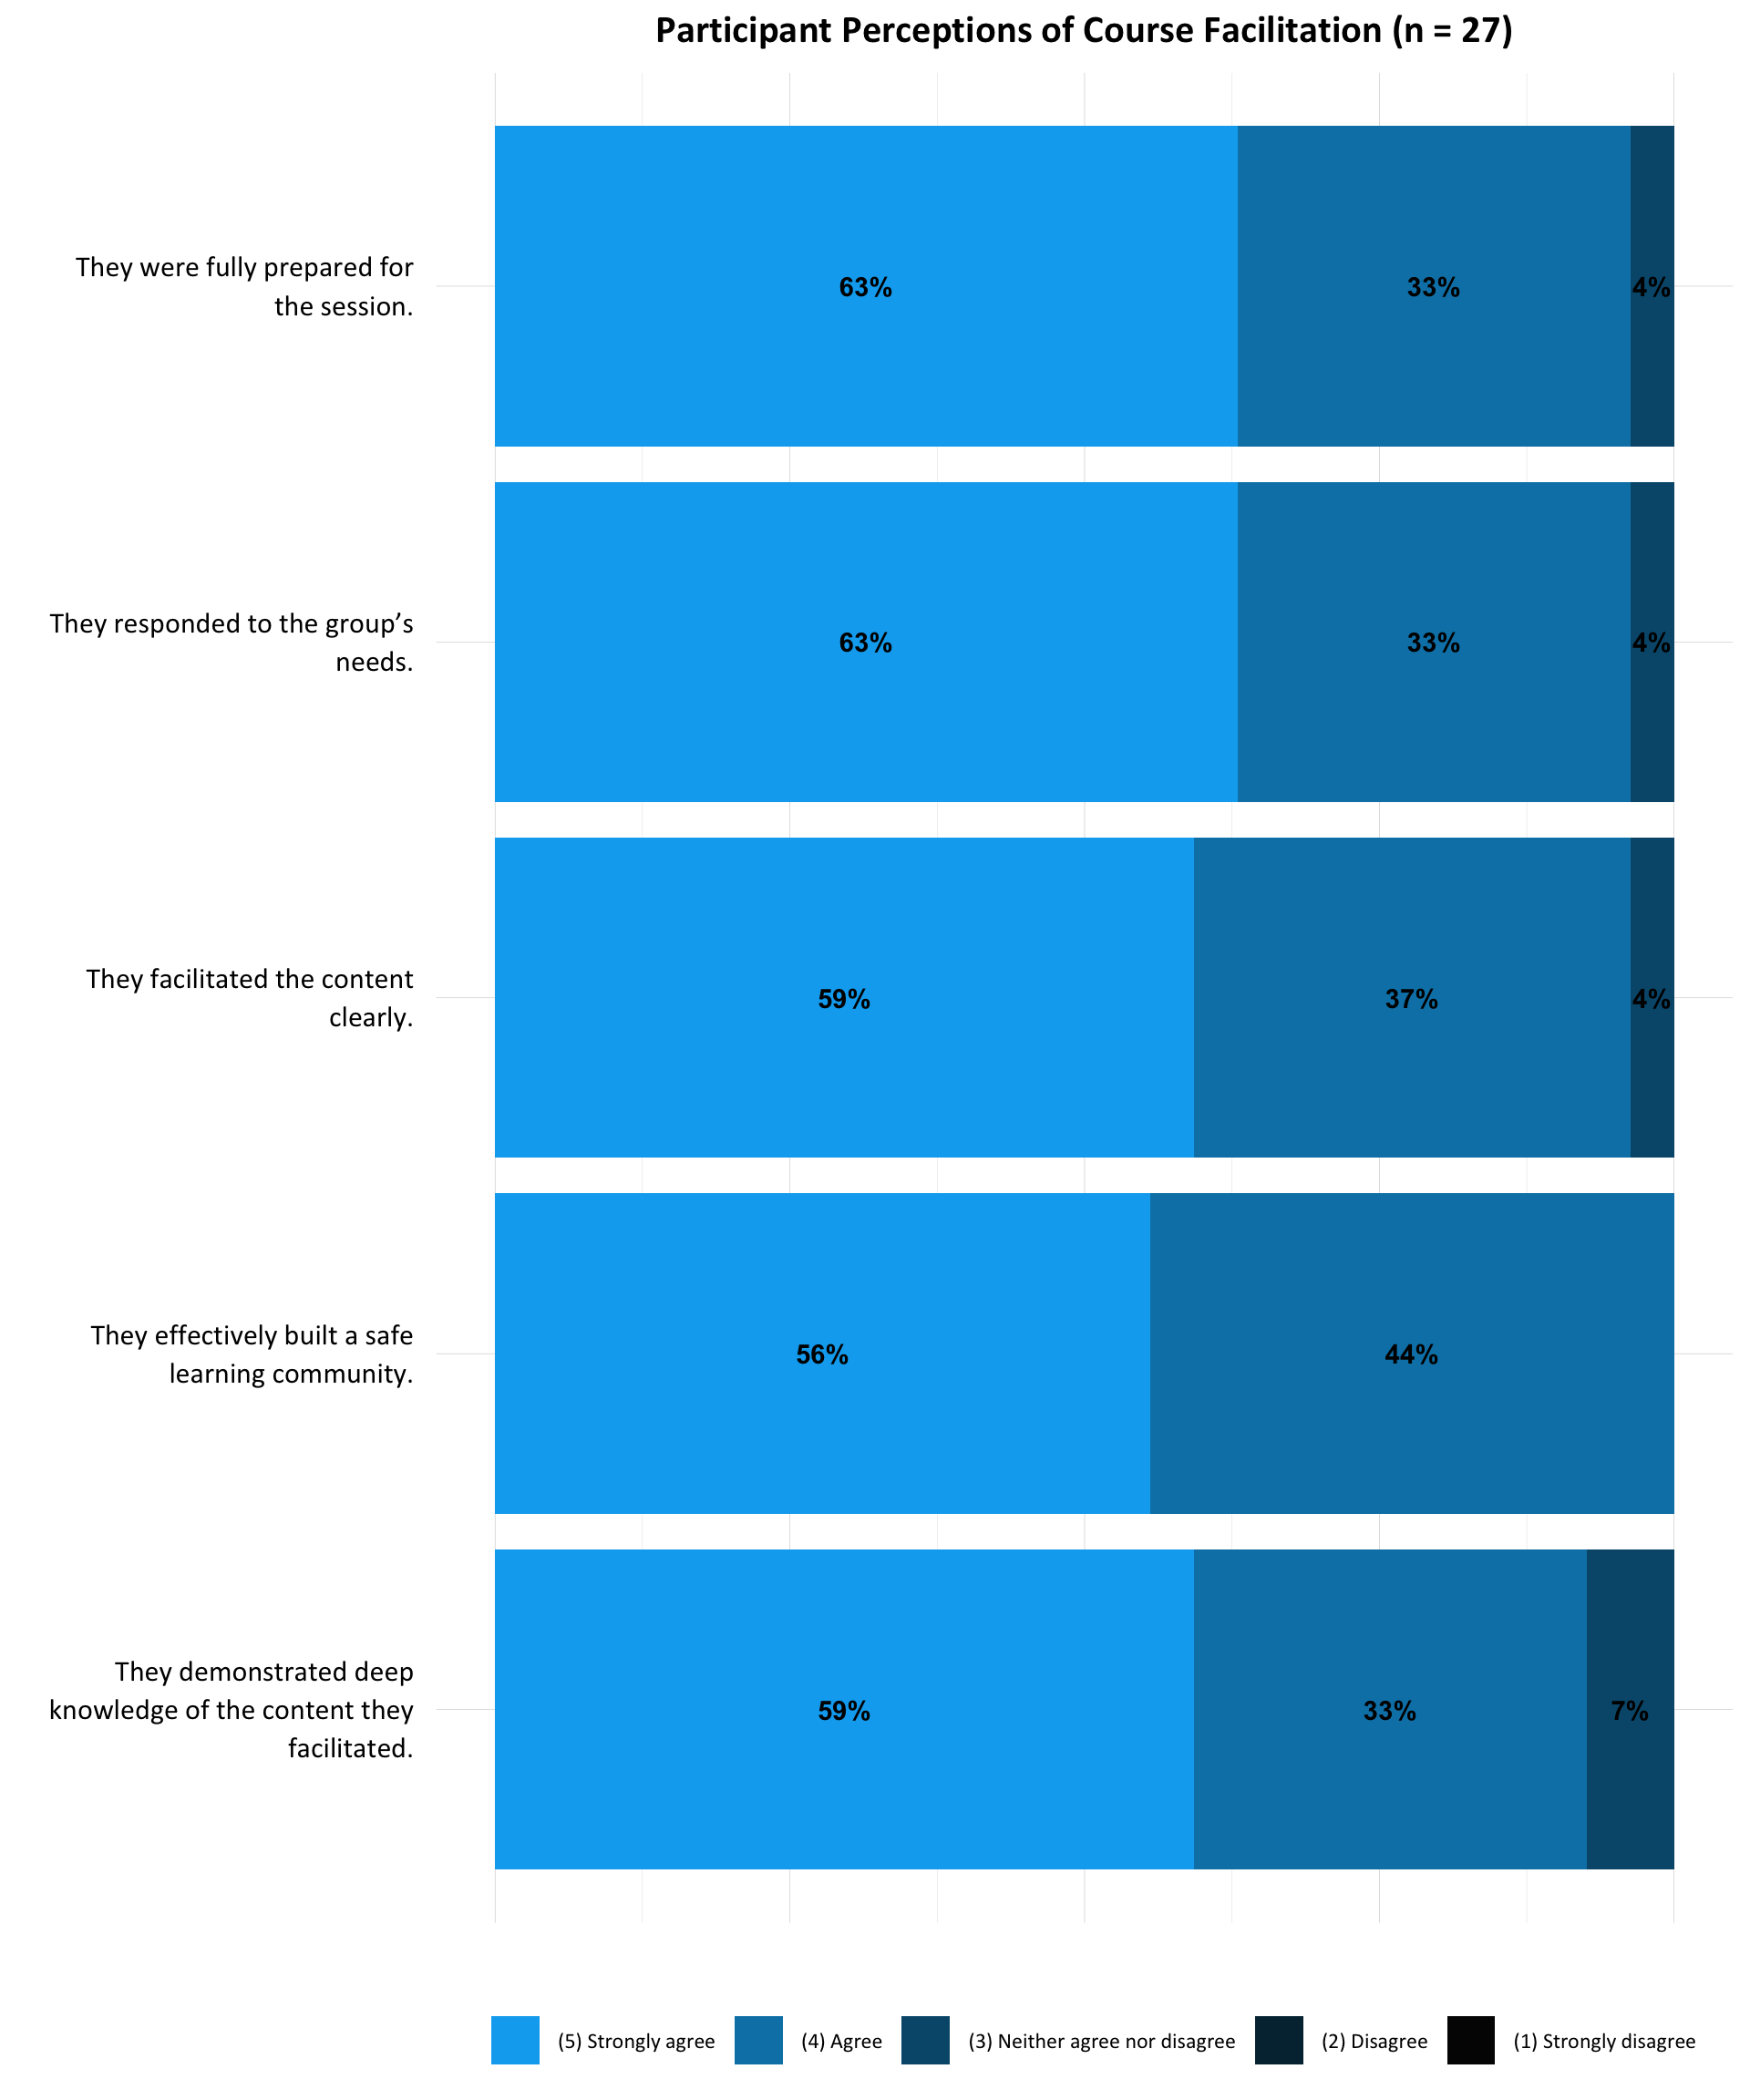 Participant Perceptions of Course Facilitation (n = 27)
They were fully prepared for
the session.
63%
33%
4%
They responded to the group’s
needs.
63%
33%
4%
They facilitated the content
clearly.
59%
37%
4%
They effectively built a safe
learning community.
56%
44%
They demonstrated deep
knowledge of the content they
facilitated.
59%
33%
7%
(5) Strongly agree
(4) Agree
(3) Neither agree nor disagree
(2) Disagree
(1) Strongly disagree